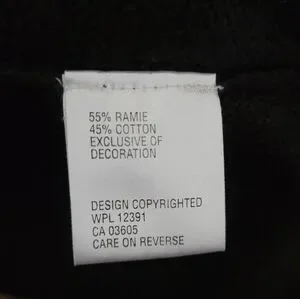 55% RAMIE
45% COTTON
EXCLUSIVE OF
DECORATION
DESIGN COPYRIGHTED
WPL 12391
CA 03605
CARE ON REVERSE